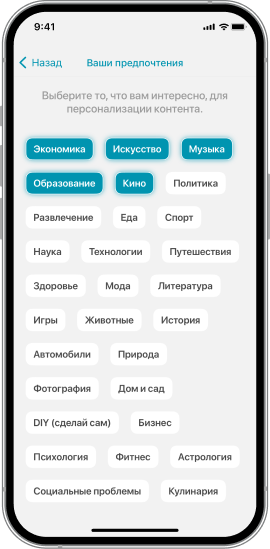 9:41
Назад Ваши предпочтения
Выберите то, что вам интересно, для
персонализации контента.
Экономика Искусство Музыка
Образование Кино Политика
Развлечение Еда Спорт
Наука Технологии Путешествия
Здоровье Мода Литература
Игры Животные История
Автомобили Природа
Фотография Дом и сад
DIY (сделай сам) Бизнес
Психология Фитнес Астрология
Социальные проблемы Кулинария